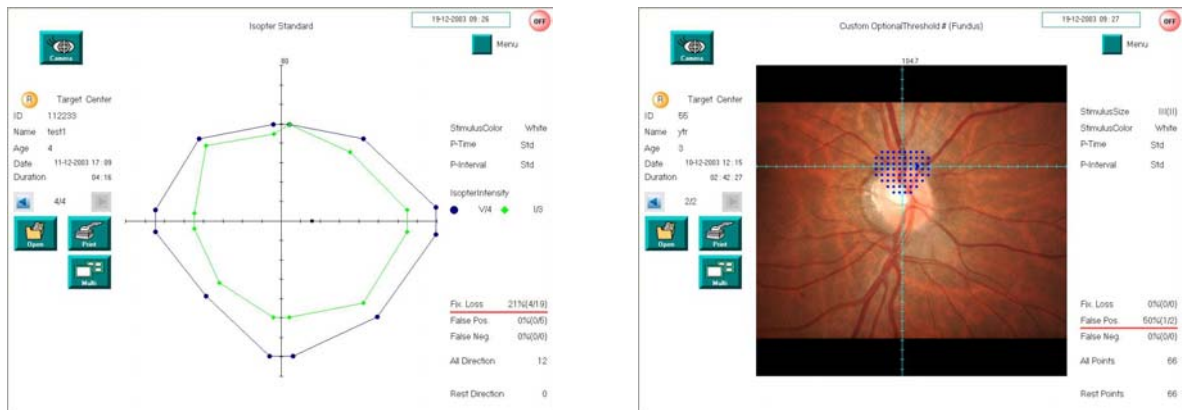 Isopter Standard
19-12-2003 09:26
OFF
Menu
Camera
90
R Target Center
ID 112233
Name test1
Age 4
Date 11-12-2003 17:09
Duration 04:16
4/4
Open
Print
Multi
StimulusColor White
P-Time Std
P-Interval Std
IsopterIntensity
V/4 I/3
Fix. Loss 21%(4/19)
False Pos. 0%(0/6)
False Neg. 0%(0/0)
All Direction 12
Rest Direction 0
Custom OptionalThreshold # (Fundus)
19-12-2003 09:27
OFF
Menu
Camera
104.7
R Target Center
ID 55
Name ytr
Age 3
Date 10-12-2003 12:15
Duration 02:42:27
2/2
Open
Print
Multi
StimulusSize III(II)
StimulusColor White
P-Time Std
P-Interval Std
Fix. Loss 0%(0/0)
False Pos 50%(1/2)
False Neg 0%(0/0)
All Points 66
Rest Points 66